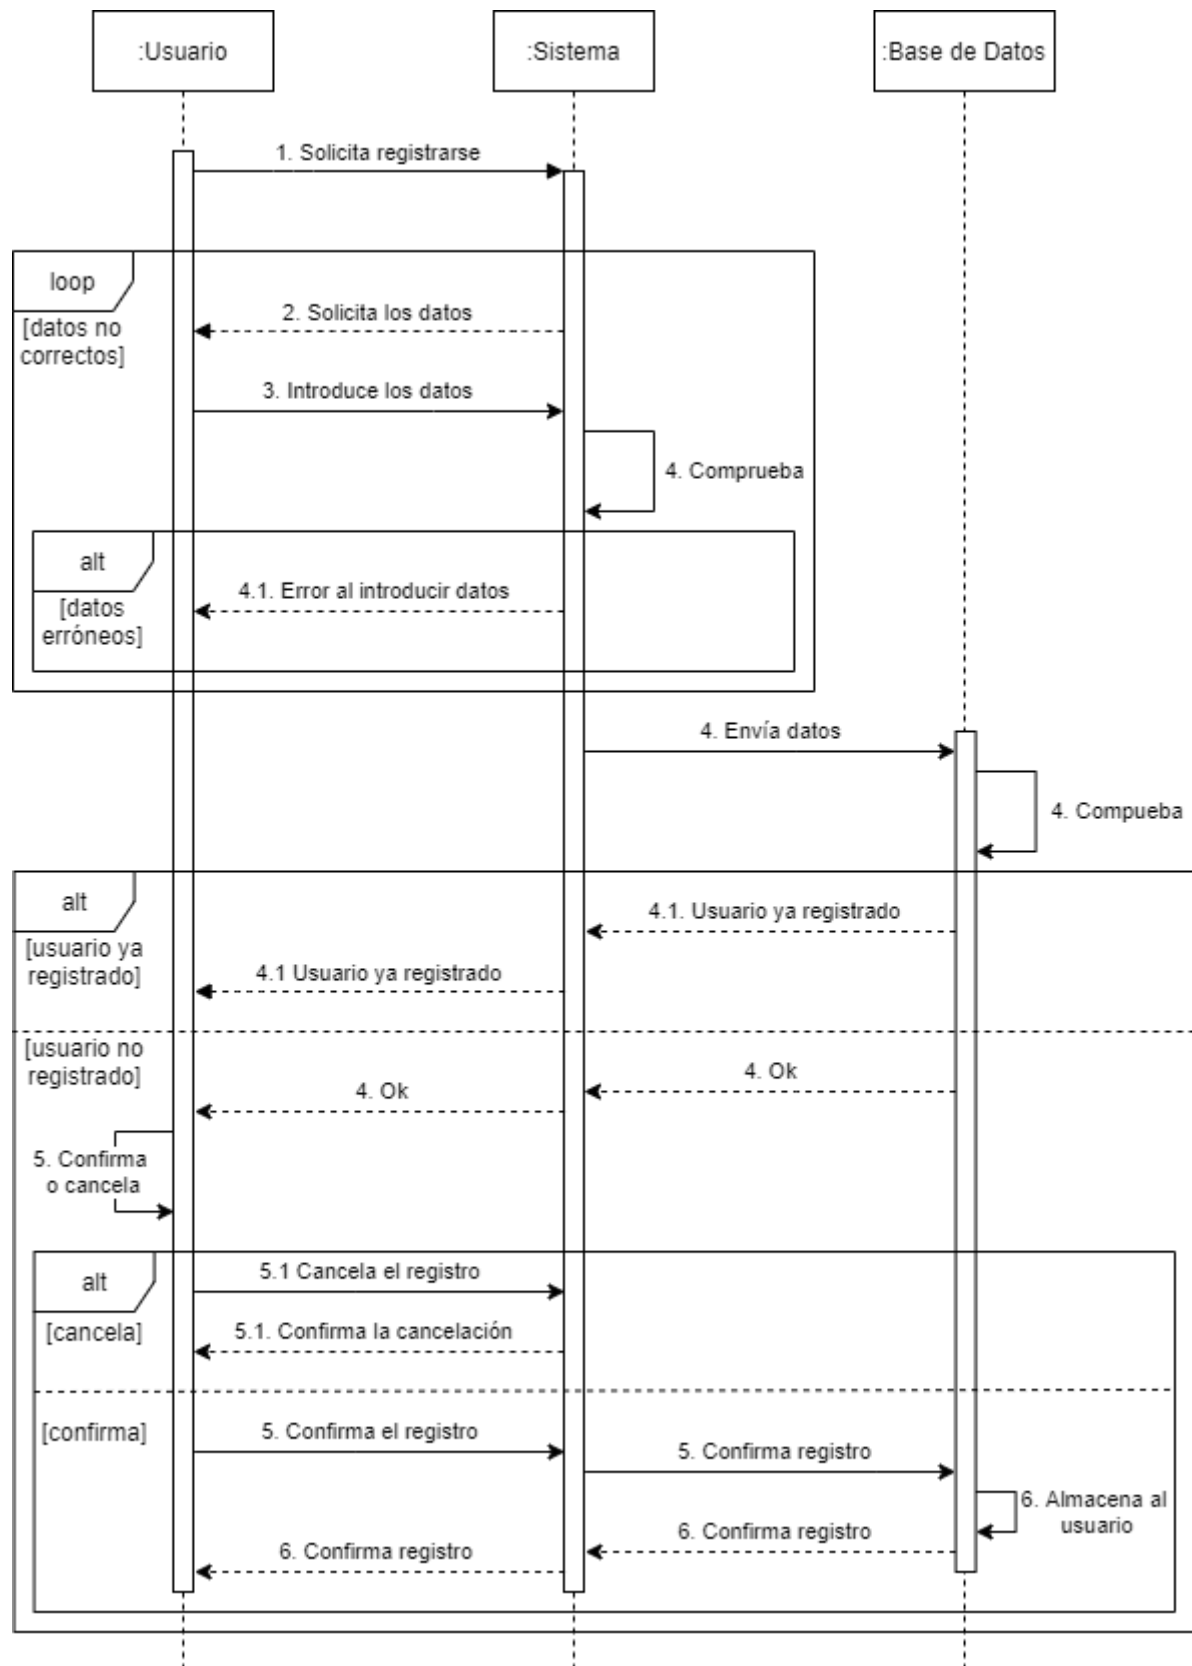 :Usuario
:Sistema
:Base de Datos
1. Solicita registrarse
loop
[datos no
correctos]
2. Solicita los datos
3. Introduce los datos
4. Comprueba
alt
[datos
erróneos]
4.1. Error al introducir datos
4. Envía datos
4. Compueba
alt
[usuario ya
registrado]
4.1. Usuario ya registrado
4.1 Usuario ya registrado
[usuario no
registrado]
4. Ok
4. Ok
5. Confirma
o cancela
alt
[cancela]
5.1 Cancela el registro
5.1. Confirma la cancelación
[confirma]
5. Confirma el registro
5. Confirma registro
6. Almacena al
usuario
6. Confirma registro
6. Confirma registro